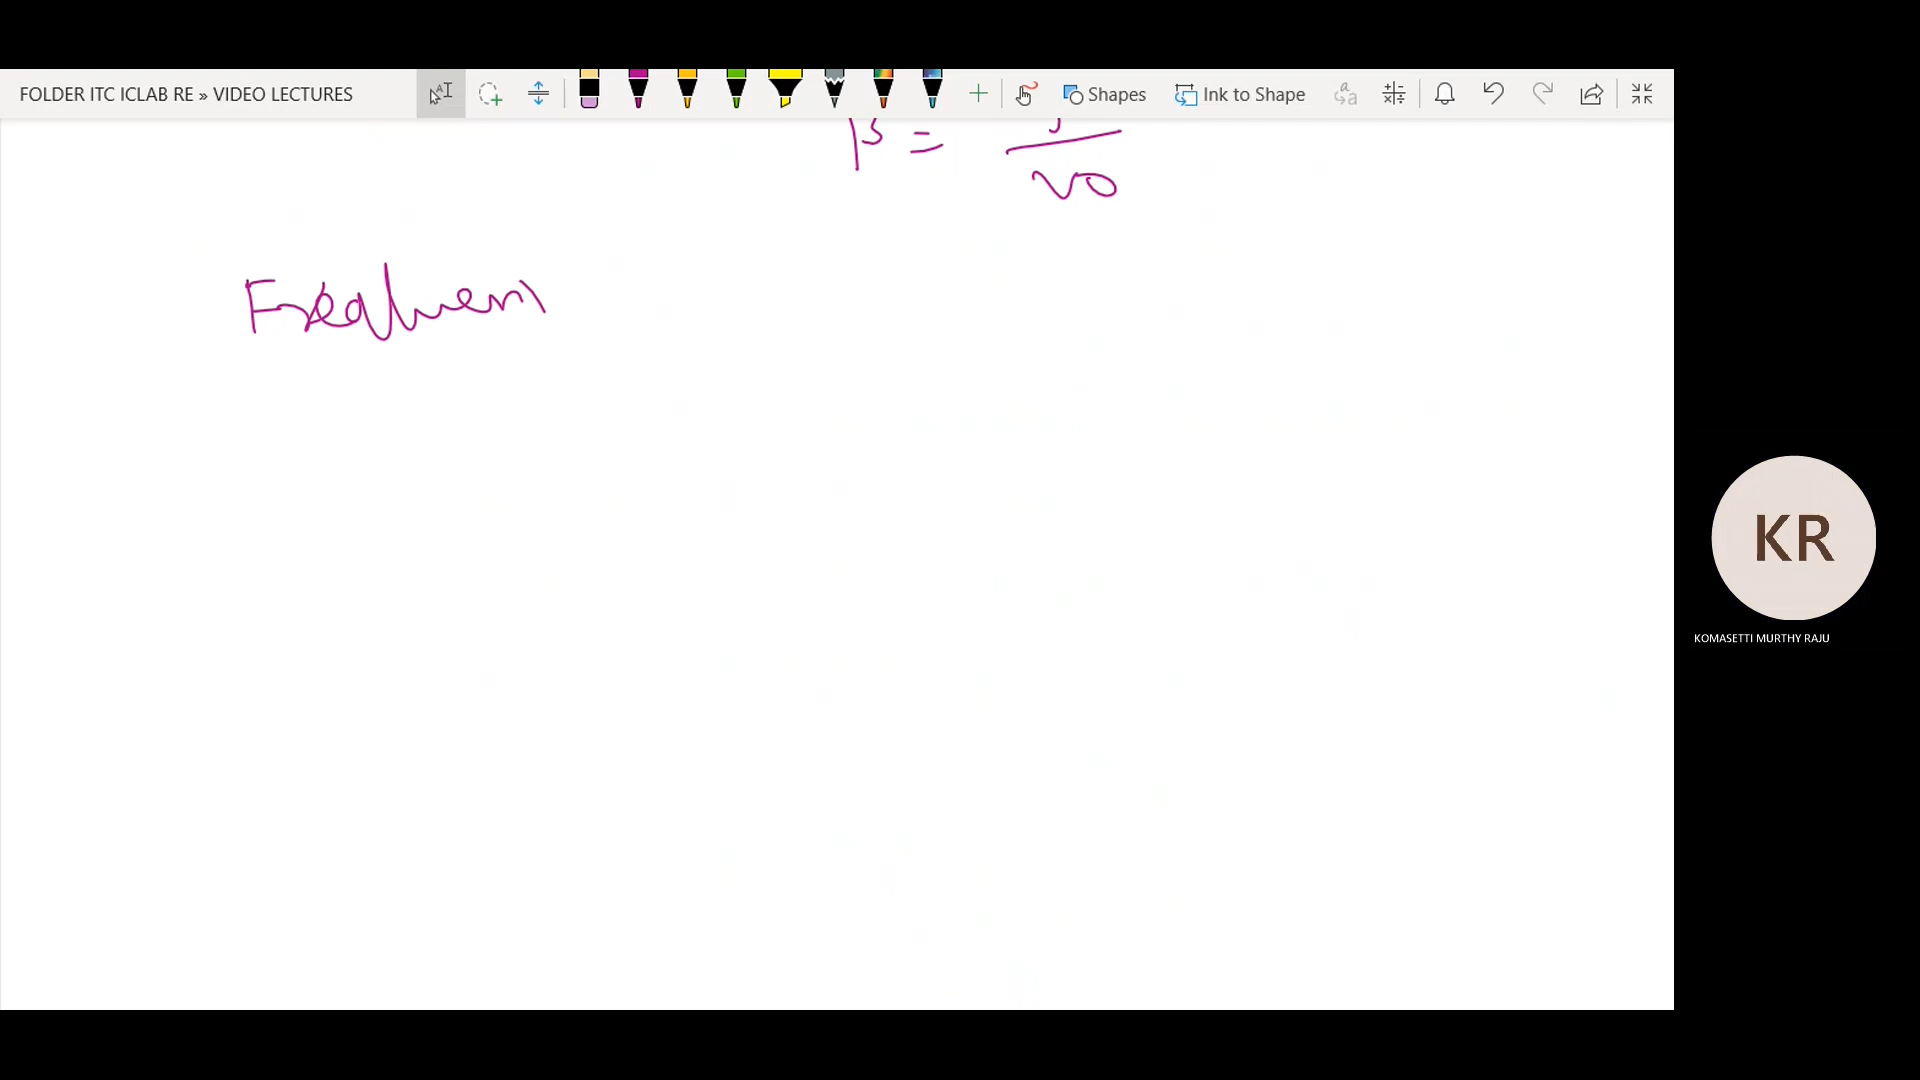 FOLDER ITC ICLAB RE » VIDEO LECTURES
Shapes
Ink to Shape
β =
vo
Frequen
KR
KOMASETTI MURTHY RAJU